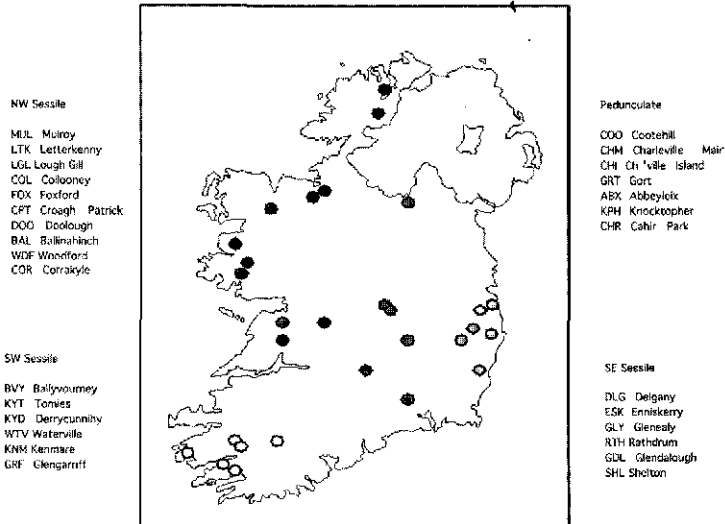 NW Sessile
MUL Mulroy
LTK Letterkenny
LGL Lough Gill
COL Collooney
FOX Foxford
CPT Croagh Patrick
DOO Doolough
BAL Ballinahinch
WDF Woodford
COR Corrakyle
SW Sessile
BVY Ballyvourney
KYT Tomies
KYD Derrycunnihy
WTV Waterville
KNM Kenmare
GRF Glengarriff
Pedunculate
COO Cootehill
CHM Charleville Mair
CHI Ch'ville Island
GRT Gort
ABX Abbeyleix
KPH Knocktopher
CHR Cahir Park
SE Sessile
DLG Delgany
ESK Enniskerry
GLY Glenealy
RTH Rathdrum
GDL Glendalough
SHL Shelton